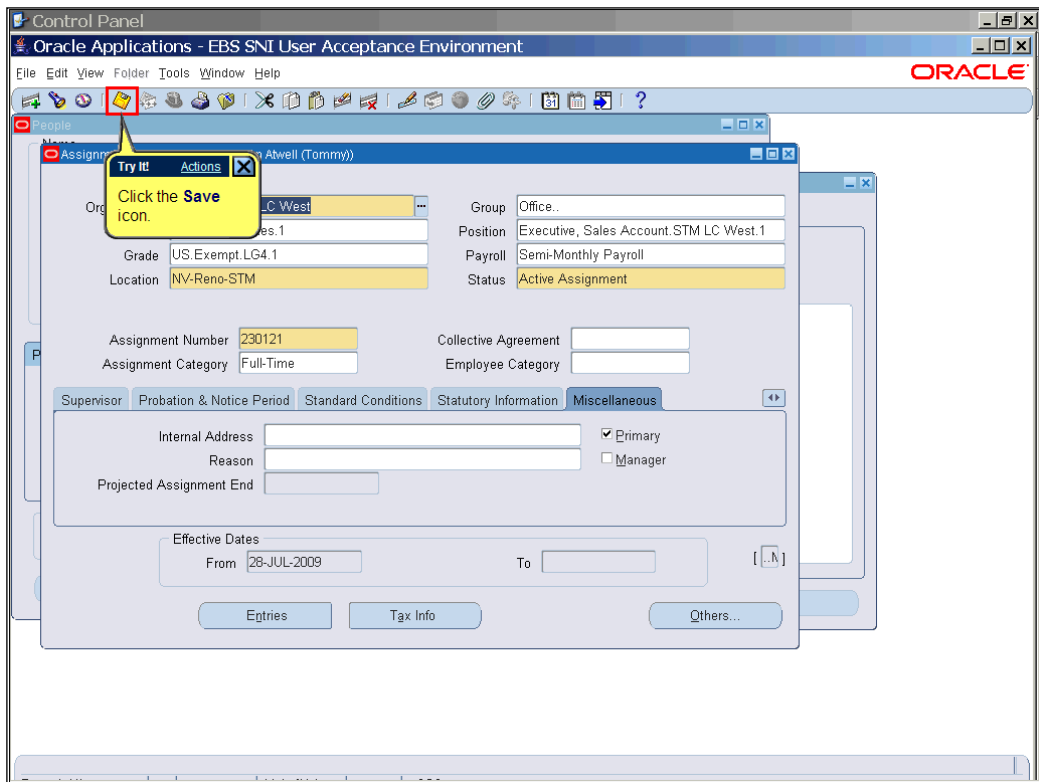 Control Panel
Oracle Applications - EBS SNI User Acceptance Environment
File Edit View Folder Tools Window Help
ORACLE
People
Assignm Atwell (Tommy))
Try It! Actions
Click the Save
icon.
LC West
Group Office..
es.1
Position Executive, Sales Account.STM LC West.1
Grade US.Exempt.LG4.1
Payroll Semi-Monthly Payroll
Location NV-Reno-STM
Status Active Assignment
Assignment Number 230121
Collective Agreement
Assignment Category Full-Time
Employee Category
Supervisor Probation & Notice Period Standard Conditions Statutory Information Miscellaneous
Internal Address
Primary
Reason
Manager
Projected Assignment End
Effective Dates
From 28-JUL-2009
To
[ ]
Entries Tax Info Others...